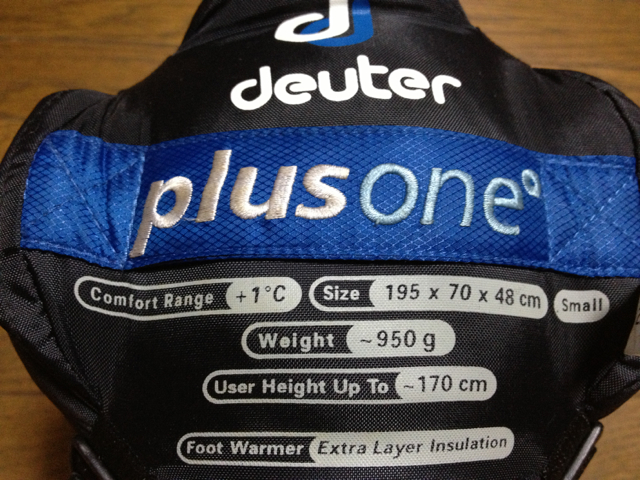 deuter
plusone°
Comfort Range +1°C Size 195 x 70 x 48 cm Small
Weight ~950 g
User Height Up To ~170 cm
Foot Warmer Extra Layer Insulation